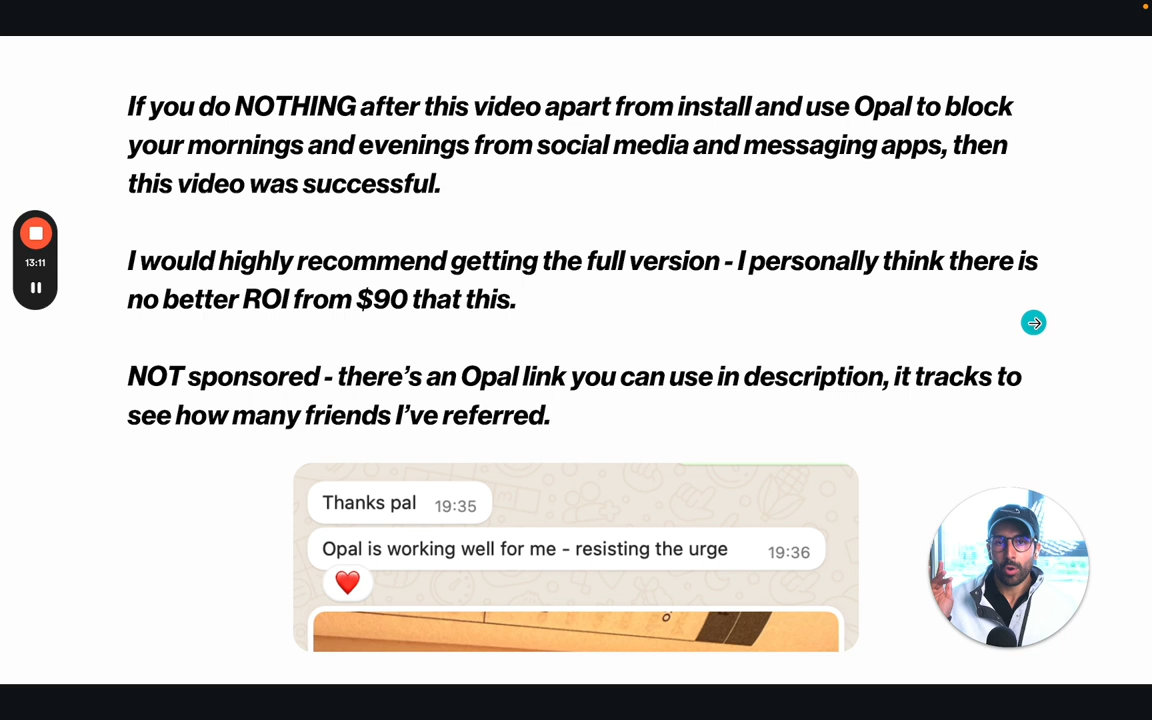 If you do NOTHING after this video apart from install and use Opal to block
your mornings and evenings from social media and messaging apps, then
this video was successful.
13:11
I would highly recommend getting the full version - I personally think there is
no better ROI from $90 that this.
NOT sponsored - there's an Opal link you can use in description, it tracks to
see how many friends I've referred.
Thanks pal 19:35
Opal is working well for me - resisting the urge 19:36